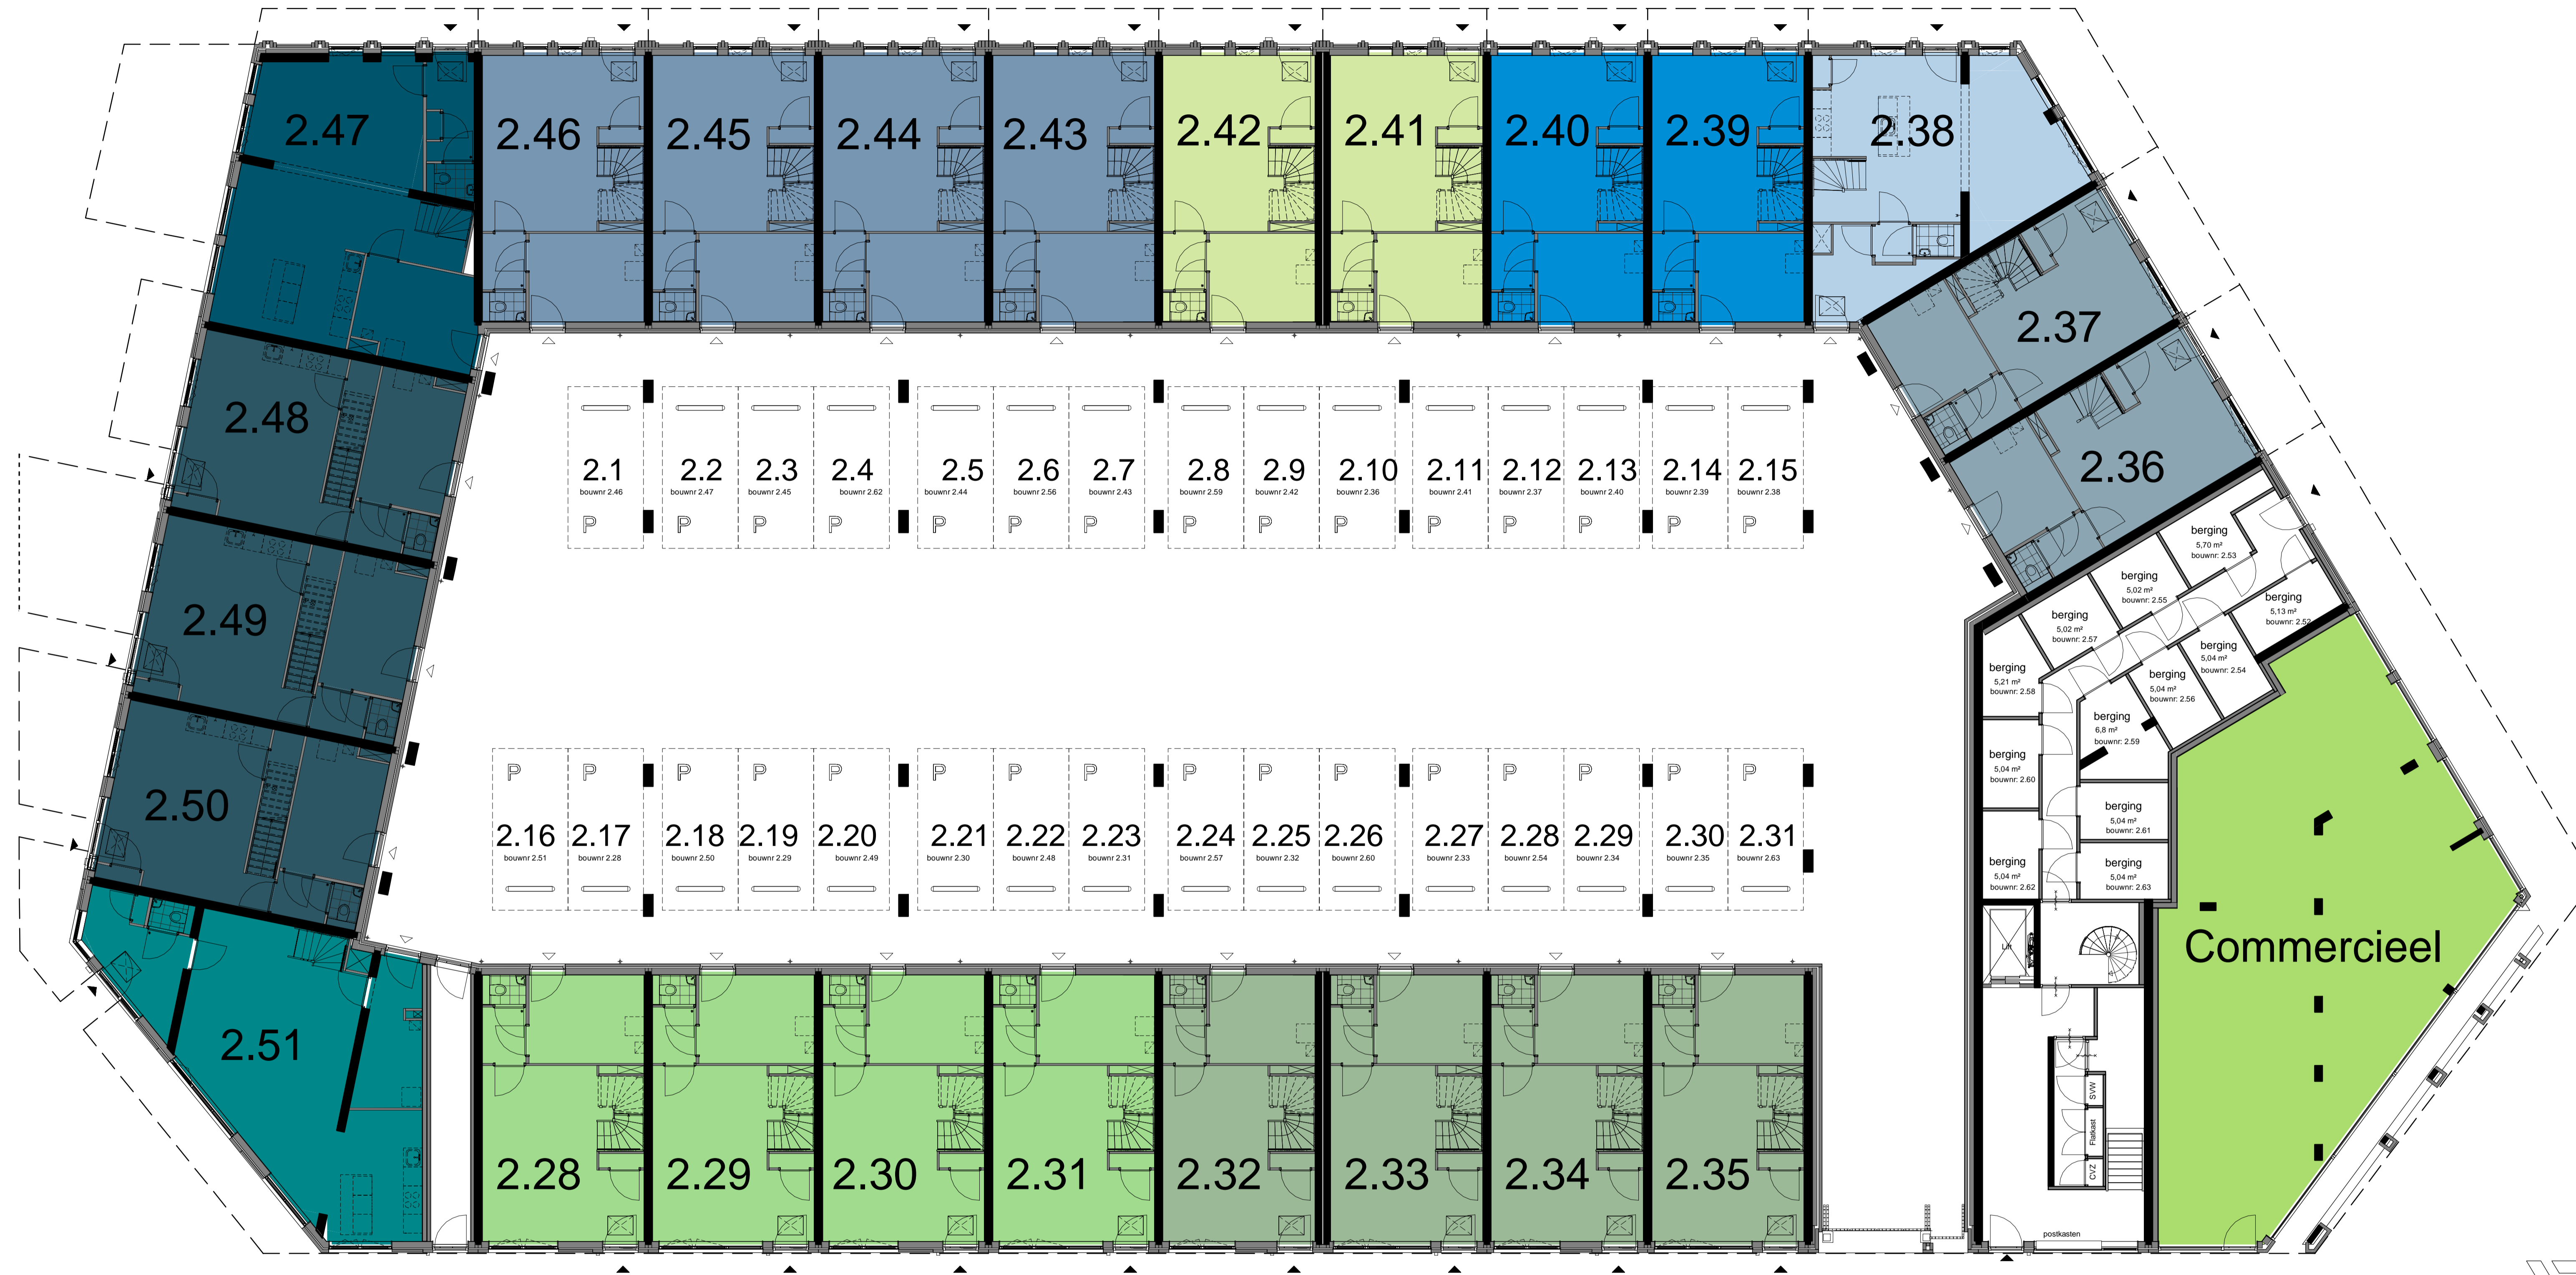 2.47
2.46
2.45
2.44
2.43
2.42
2.41
2.40
2.39
2.38
2.37
2.36
2.48
2.49
2.50
2.51
2.1
bouwnr 2.46
P
2.2
bouwnr 2.47
P
2.3
bouwnr 2.45
P
2.4
bouwnr 2.62
P
2.5
bouwnr 2.44
P
2.6
bouwnr 2.56
P
2.7
bouwnr 2.43
P
2.8
bouwnr 2.59
P
2.9
bouwnr 2.42
P
2.10
bouwnr 2.36
P
2.11
bouwnr 2.41
P
2.12
bouwnr 2.37
P
2.13
bouwnr 2.40
P
2.14
bouwnr 2.39
P
2.15
bouwnr 2.38
P
P
2.16
bouwnr 2.51
P
2.17
bouwnr 2.28
P
2.18
bouwnr 2.50
P
2.19
bouwnr 2.29
P
2.20
bouwnr 2.49
P
2.21
bouwnr 2.30
P
2.22
bouwnr 2.48
P
2.23
bouwnr 2.31
P
2.24
bouwnr 2.57
P
2.25
bouwnr 2.32
P
2.26
bouwnr 2.60
P
2.27
bouwnr 2.33
P
2.28
bouwnr 2.54
P
2.29
bouwnr 2.34
P
2.30
bouwnr 2.35
P
2.31
bouwnr 2.63
berging
5,70 m²
bouwnr: 2.53
berging
5,02 m²
bouwnr: 2.55
berging
5,13 m²
bouwnr: 2.52
berging
5,02 m²
bouwnr: 2.57
berging
5,04 m²
bouwnr: 2.54
berging
5,21 m²
bouwnr: 2.58
berging
5,04 m²
bouwnr: 2.56
berging
6,8 m²
bouwnr: 2.59
berging
5,04 m²
bouwnr: 2.60
berging
5,04 m²
bouwnr: 2.61
berging
5,04 m²
bouwnr: 2.62
berging
5,04 m²
bouwnr: 2.63
Lift
Commercieel
SVW
Flatkast
CVZ
postkasten
2.28
2.29
2.30
2.31
2.32
2.33
2.34
2.35